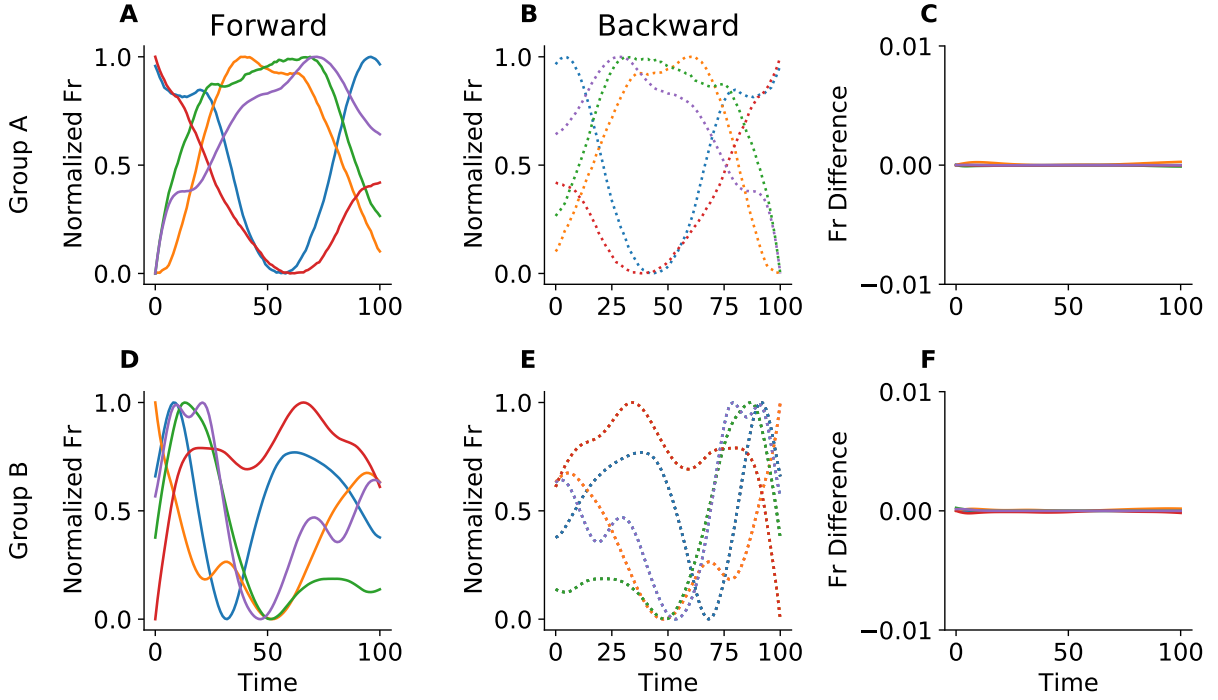 A
Forward
B
Backward
C
Group A
Normalized Fr
1.0
0.5
0.0
0
50
100
Normalized Fr
1.0
0.5
0.0
0
25
50
75
100
Fr Difference
0.01
0.00
−0.01
0
50
100
D
E
F
Group B
Normalized Fr
1.0
0.5
0.0
0
50
100
Time
Normalized Fr
1.0
0.5
0.0
0
25
50
75
100
Time
Fr Difference
0.01
0.00
−0.01
0
50
100
Time